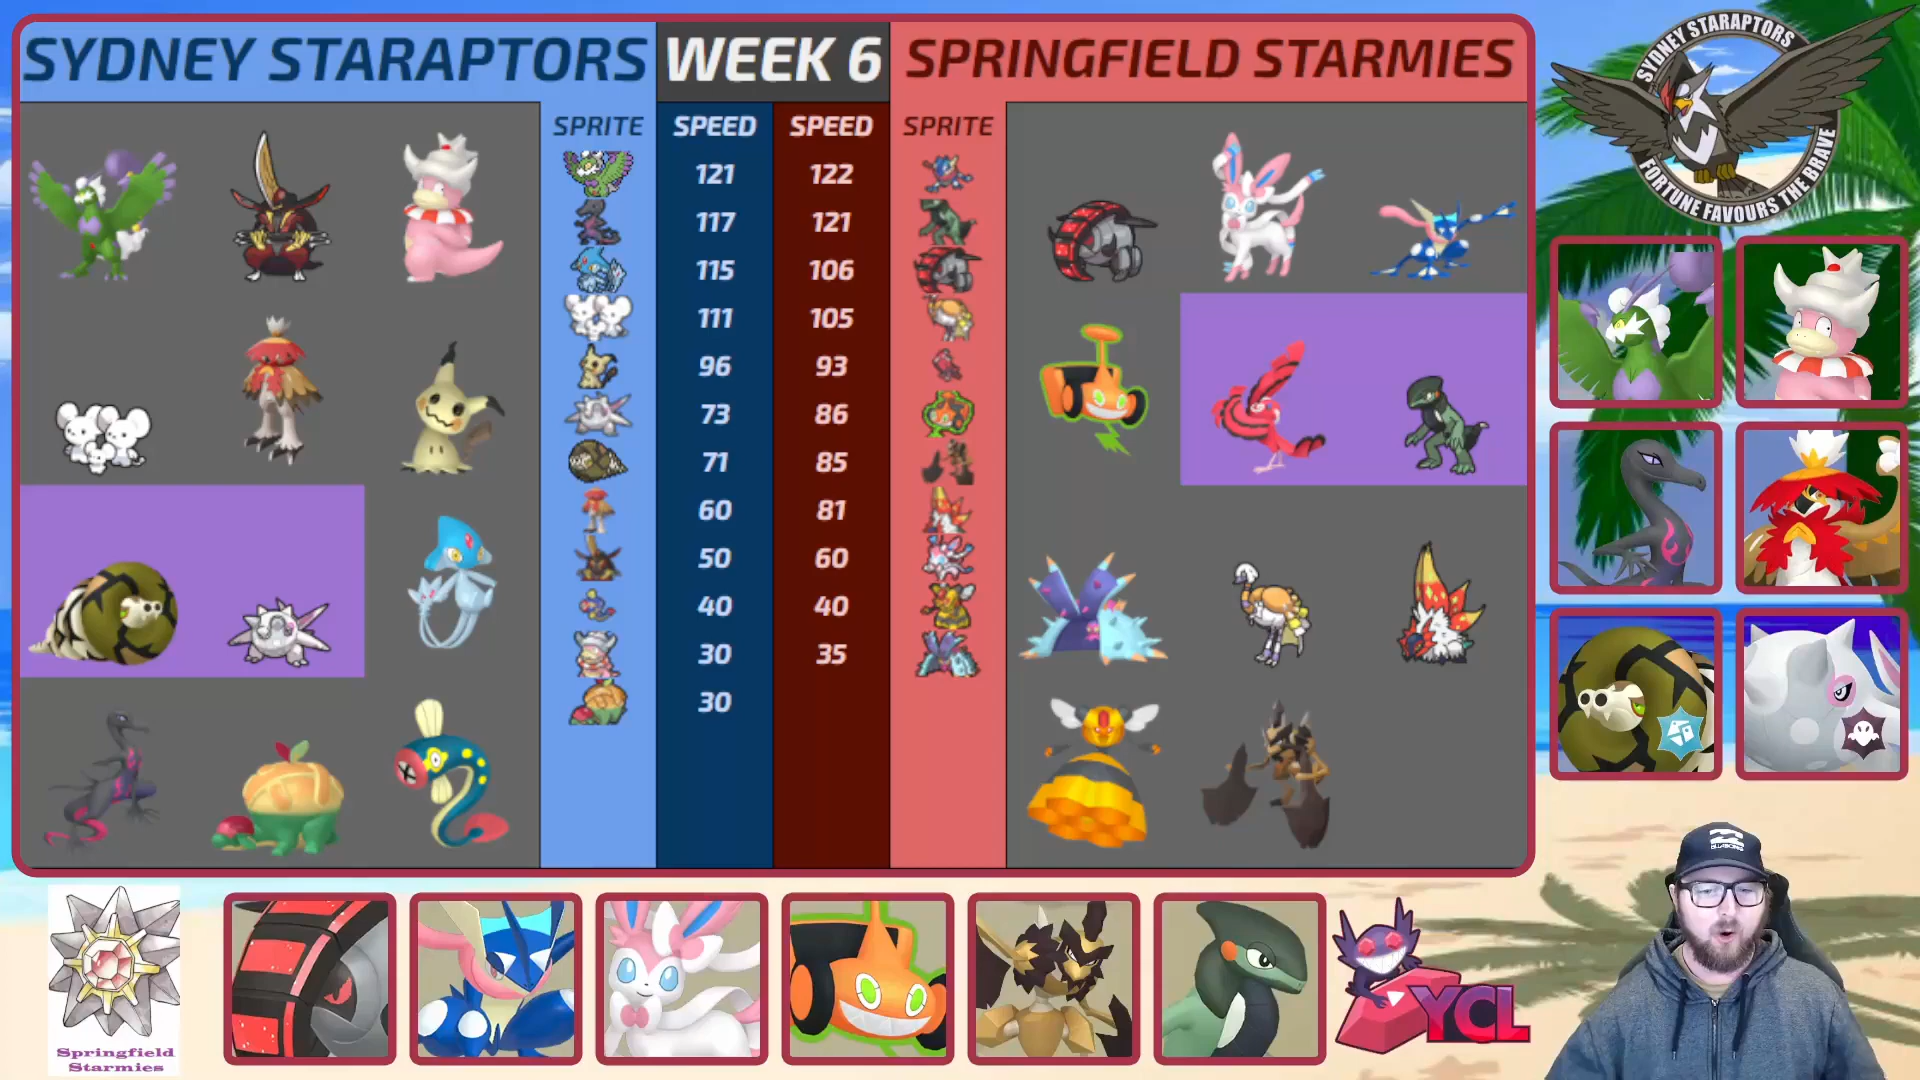 SYDNEY STARAPTORS
WEEK 6
SPRINGFIELD STARMIES
SPRITE SPEED SPEED SPRITE
121 122
117 121
115 106
111 105
96 93
73 86
71 85
60 81
50 60
40 40
30 35
30
SYDNEY STARAPTORS
FORTUNE FAVOURS THE BRAVE
Springfield
Starmies
YCL
BILLABONG